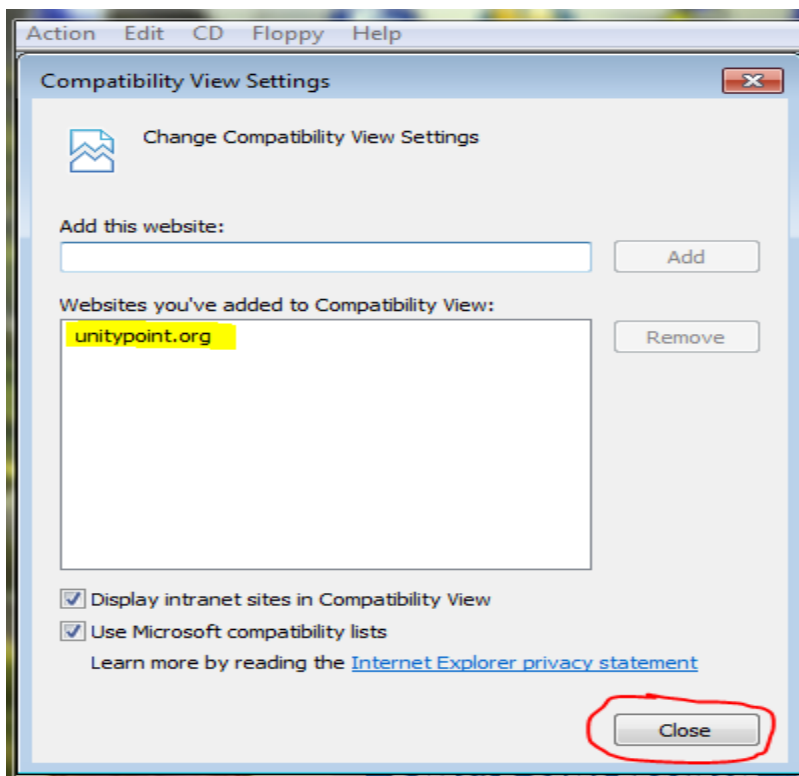 Action Edit CD Floppy Help
Compatibility View Settings
Change Compatibility View Settings
Add this website:
Add
Websites you've added to Compatibility View:
unitypoint.org
Remove
Display intranet sites in Compatibility View
Use Microsoft compatibility lists
Learn more by reading the Internet Explorer privacy statement
Close